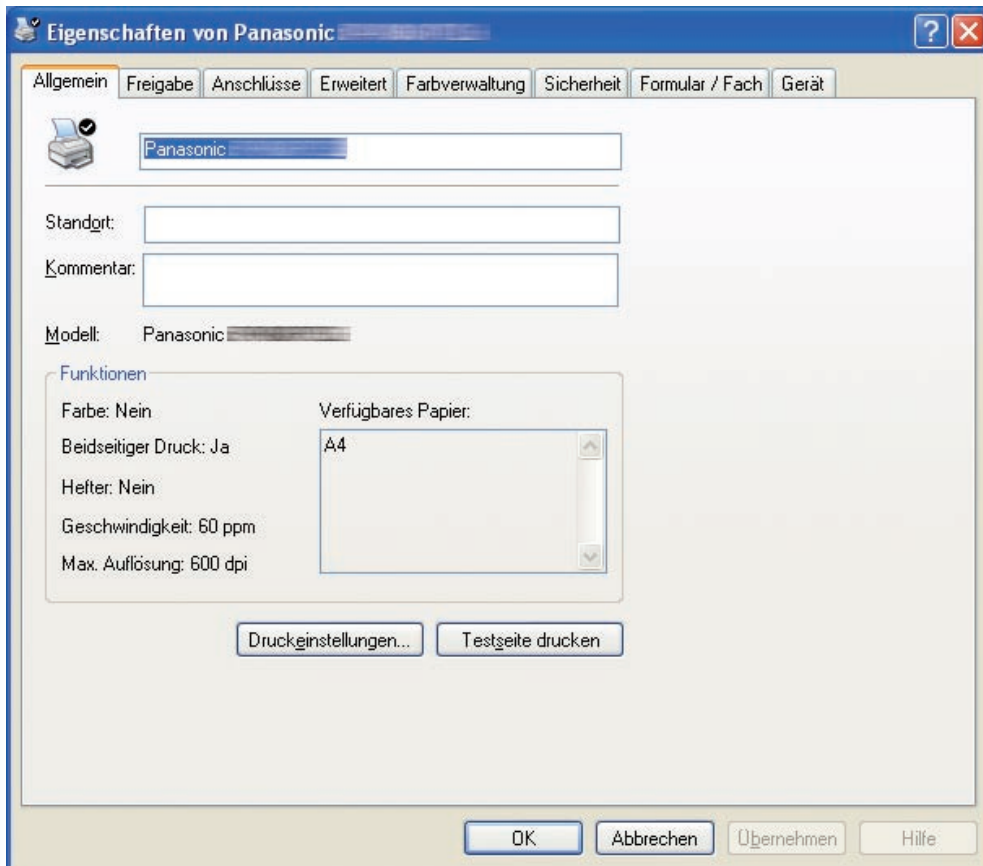 Eigenschaften von Panasonic
Allgemein Freigabe Anschlüsse Erweitert Farbverwaltung Sicherheit Formular / Fach Gerät
Panasonic
Standort:
Kommentar:
Modell: Panasonic
Funktionen
Farbe: Nein Verfügbares Papier:
Beidseitiger Druck: Ja A4
Hefter: Nein
Geschwindigkeit: 60 ppm
Max. Auflösung: 600 dpi
Druckeinstellungen... Testseite drucken
OK Abbrechen Übernehmen Hilfe